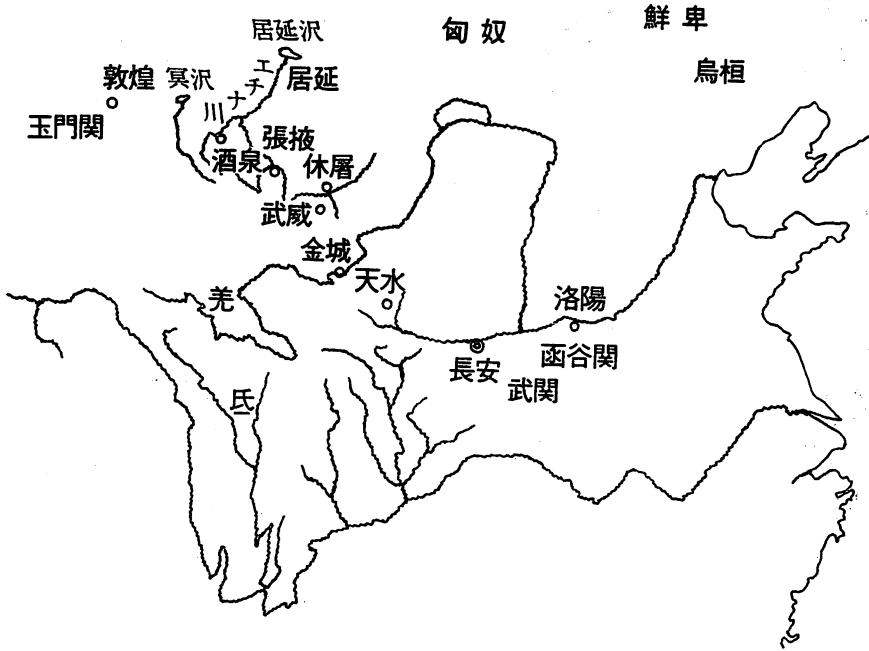 鮮卑
匈奴
居延沢
烏桓
エチナ川
居延
敦煌
冥沢
玉門関
張掖
酒泉
休屠
武威
金城
天水
羌
洛陽
函谷関
長安
武関
氐